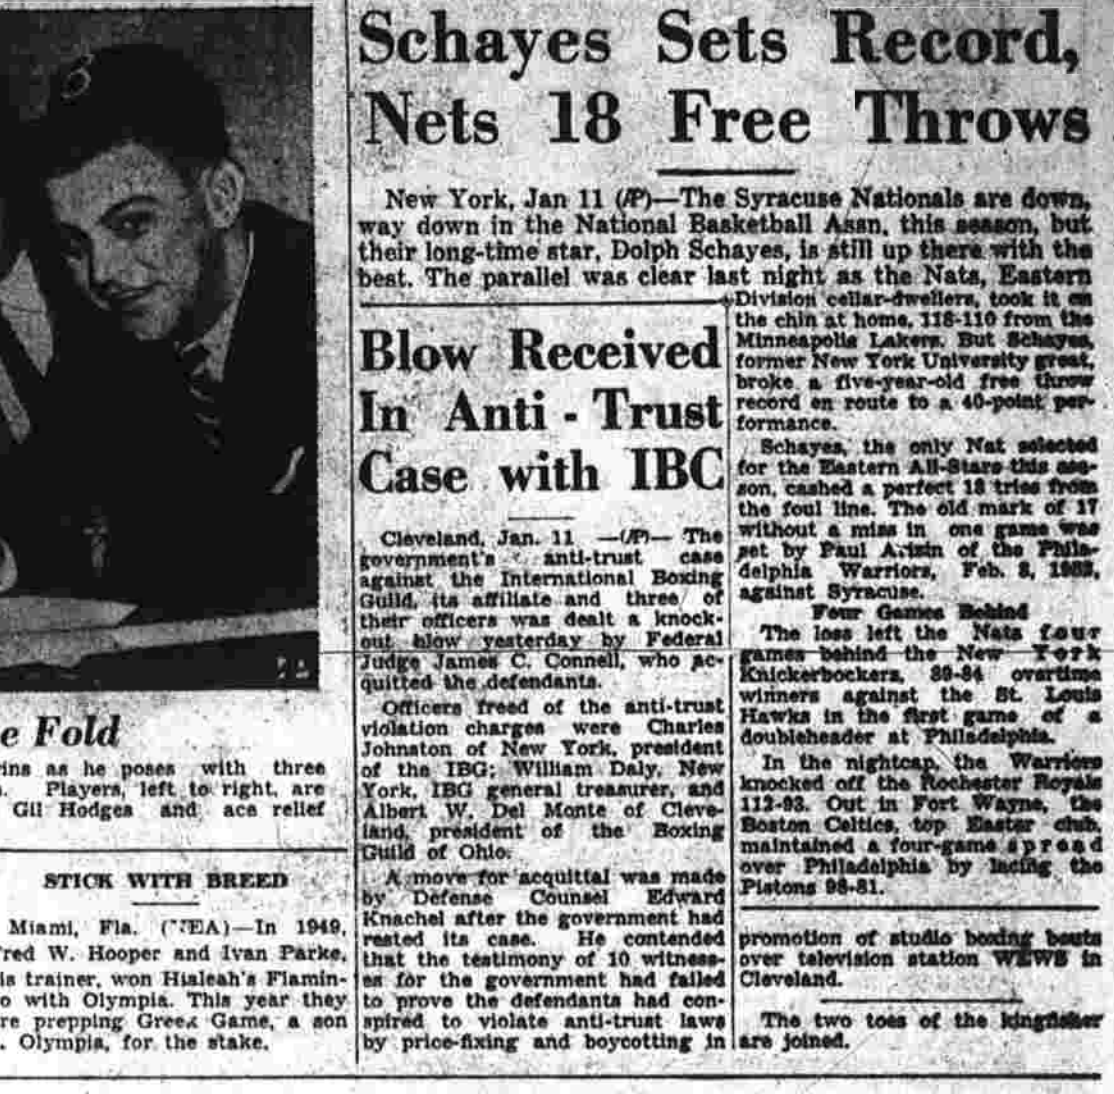 Schayes Sets Record,
Nets 18 Free Throws
New York, Jan 11 (AP)—The Syracuse Nationals are down,
way down in the National Basketball Assn, this season, but
their long-time star, Dolph Schayes, is still up there with the
best. The parallel was clear last night as the Nats, Eastern
Division cellar-dwellers, took it on
the chin at home, 118-110 from the
Minneapolis Lakers. But Schayes,
former New York University great,
broke a five-year-old free throw
record en route to a 40-point per-
formance.
Schayes, the only Nat selected
for the Eastern All-Stars this sea-
son, cashed a perfect 18 tries from
the foul line. The old mark of 17
without a miss in one game was
set by Paul Arizin of the Phila-
delphia Warriors, Feb. 8,
against Syracuse.
Four Games Behind
The loss left the Nats four
games behind the New York
Knickerbockers, 89-84 overtime
winners against the St. Louis
Hawks in the first game of a
doubleheader at Philadelphia.
In the nightcap, the Warriors
knocked off the Rochester Royals
112-93. Out in Fort Wayne, the
Boston Celtics, top Easter club,
maintained a four-game spread
over Philadelphia by lacing the
Pistons 98-81.
Blow Received
In Anti - Trust
Case with IBC
Cleveland, Jan. 11 —(AP)— The
government's anti-trust case
against the International Boxing
Guild, its affiliate and three of
their officers was dealt a knock-
out blow yesterday by Federal
Judge James C. Connell, who ac-
quitted the defendants.
Officers freed of the anti-trust
violation charges were Charles
Johnston of New York, president
of the IBG; William Daly, New
York, IBG general treasurer, and
Albert W. Del Monte of Cleve-
land, president of the Boxing
Guild of Ohio.
A move for acquittal was made
by Defense Counsel Edward
Knachel after the government had
rested its case. He contended
that the testimony of 10 witness-
es for the government had failed
to prove the defendants had con-
spired to violate anti-trust laws
by price-fixing and boycotting in
promotion of studio boxing bouts
over television station WEWS in
Cleveland.
The two toes of the kingfisher
are joined.
e Fold
ins as he poses with three
. Players, left to right, are
Gil Hodges and ace relief
STICK WITH BREED
Miami, Fla. (NEA)—In 1949,
red W. Hooper and Ivan Parke,
is trainer, won Hialeah's Flamin-
o with Olympia. This year they
re prepping Greek Game, a son
. Olympia, for the stake.